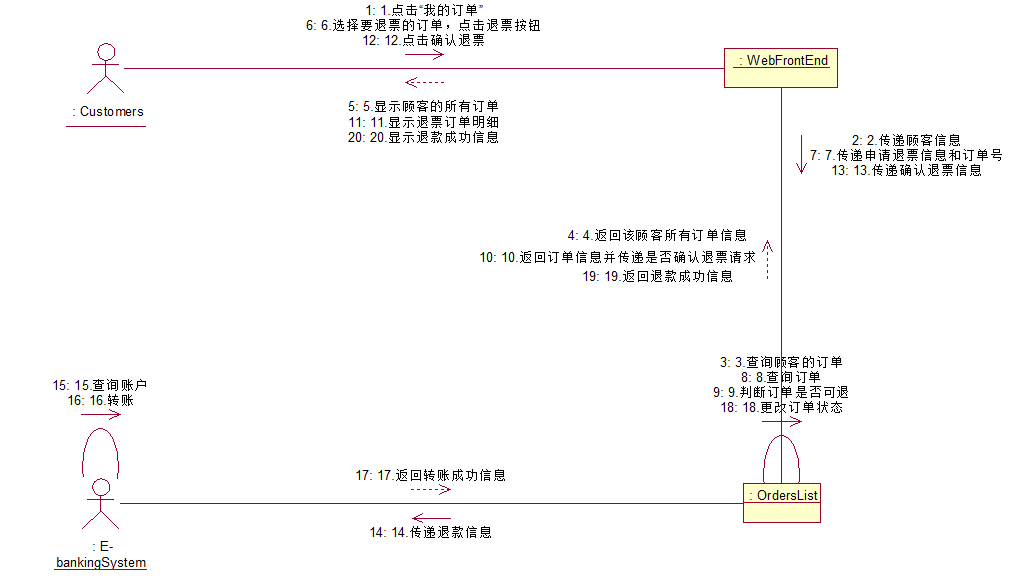 1: 1.点击“我的订单”
6: 6.选择要退票的订单，点击退票按钮
12: 12.点击确认退票
: Customers
: WebFrontEnd
5: 5.显示顾客的所有订单
11: 11.显示退票订单明细
20: 20.显示退款成功信息
2: 2.传递顾客信息
7: 7.传递申请退票信息和订单号
13: 13.传递确认退票信息
4: 4.返回该顾客所有订单信息
10: 10.返回订单信息并传递是否确认退票请求
19: 19.返回退款成功信息
3: 3.查询顾客的订单
8: 8.查询订单
9: 9.判断订单是否可退
18: 18.更改订单状态
15: 15.查询账户
16: 16.转账
17: 17.返回转账成功信息
: OrdersList
14: 14.传递退款信息
: E-
bankingSystem